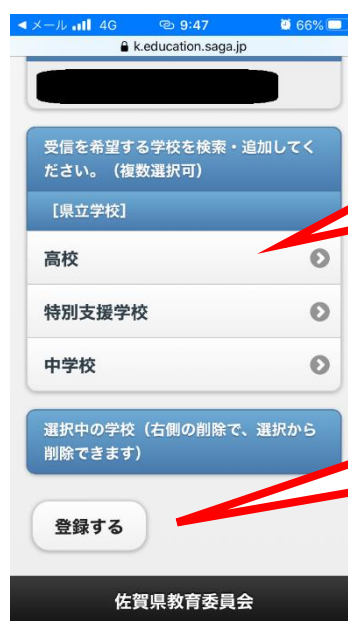 メール 4G 9:47 66%
k.education.saga.jp
受信を希望する学校を検索・追加してく
ださい。（複数選択可）
［県立学校］
高校
特別支援学校
中学校
選択中の学校（右側の削除で、選択から
削除できます）
登録する
佐賀県教育委員会